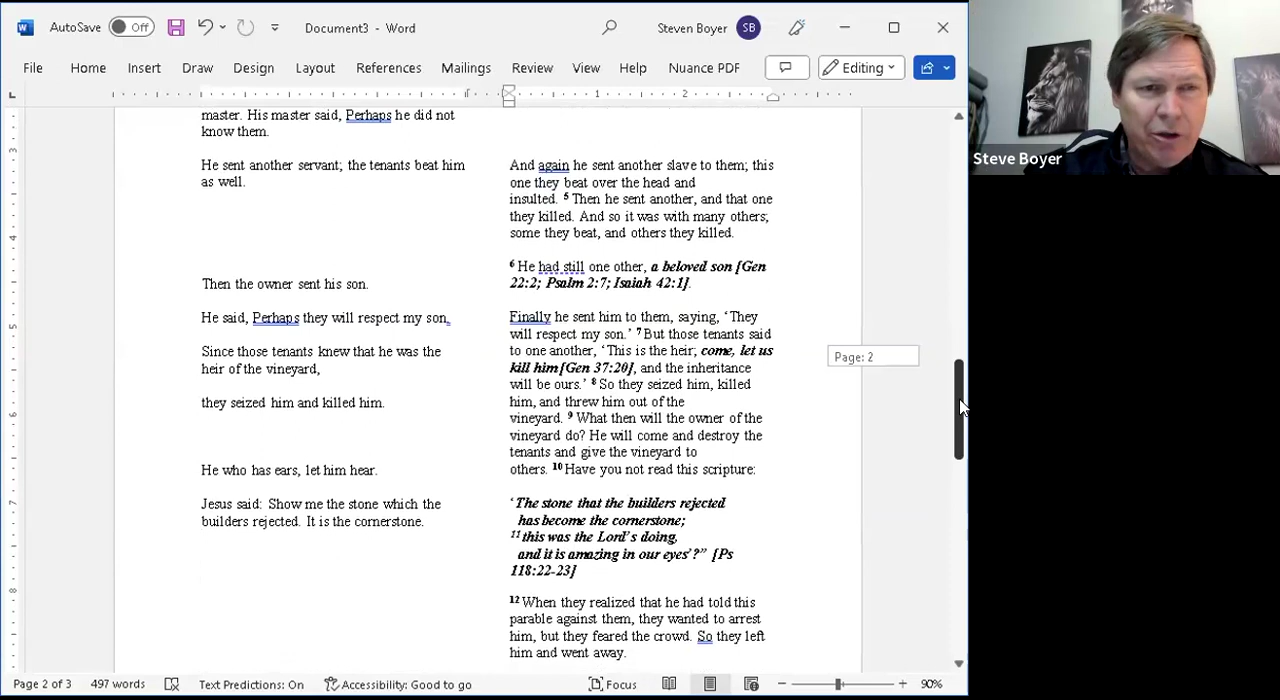 AutoSave Off Document3 - Word Steven Boyer SB
File Home Insert Draw Design Layout References Mailings Review View Help Nuance PDF Editing
1 2
master. His master said, Perhaps he did not
know them.
He sent another servant; the tenants beat him
as well.
Then the owner sent his son.
He said, Perhaps they will respect my son.
Since those tenants knew that he was the
heir of the vineyard,
they seized him and killed him.
He who has ears, let him hear.
Jesus said: Show me the stone which the
builders rejected. It is the cornerstone.
And again he sent another slave to them; this
one they beat over the head and
insulted. 5 Then he sent another, and that one
they killed. And so it was with many others;
some they beat, and others they killed.
6 He had still one other, a beloved son [Gen
22:2; Psalm 2:7; Isaiah 42:1].
Finally he sent him to them, saying, ‘They
will respect my son.’ 7 But those tenants said
to one another, ‘This is the heir; come, let us
kill him[Gen 37:20], and the inheritance
will be ours.’ 8 So they seized him, killed
him, and threw him out of the
vineyard. 9 What then will the owner of the
vineyard do? He will come and destroy the
tenants and give the vineyard to
others. 10 Have you not read this scripture:
‘The stone that the builders rejected
has become the cornerstone;
11 this was the Lord’s doing,
and it is amazing in our eyes’?” [Ps
118:22-23]
12 When they realized that he had told this
parable against them, they wanted to arrest
him, but they feared the crowd. So they left
him and went away.
Page: 2
3
4
5
6
7
8
Page 2 of 3 497 words Text Predictions: On Accessibility: Good to go Focus 90%
Steve Boyer